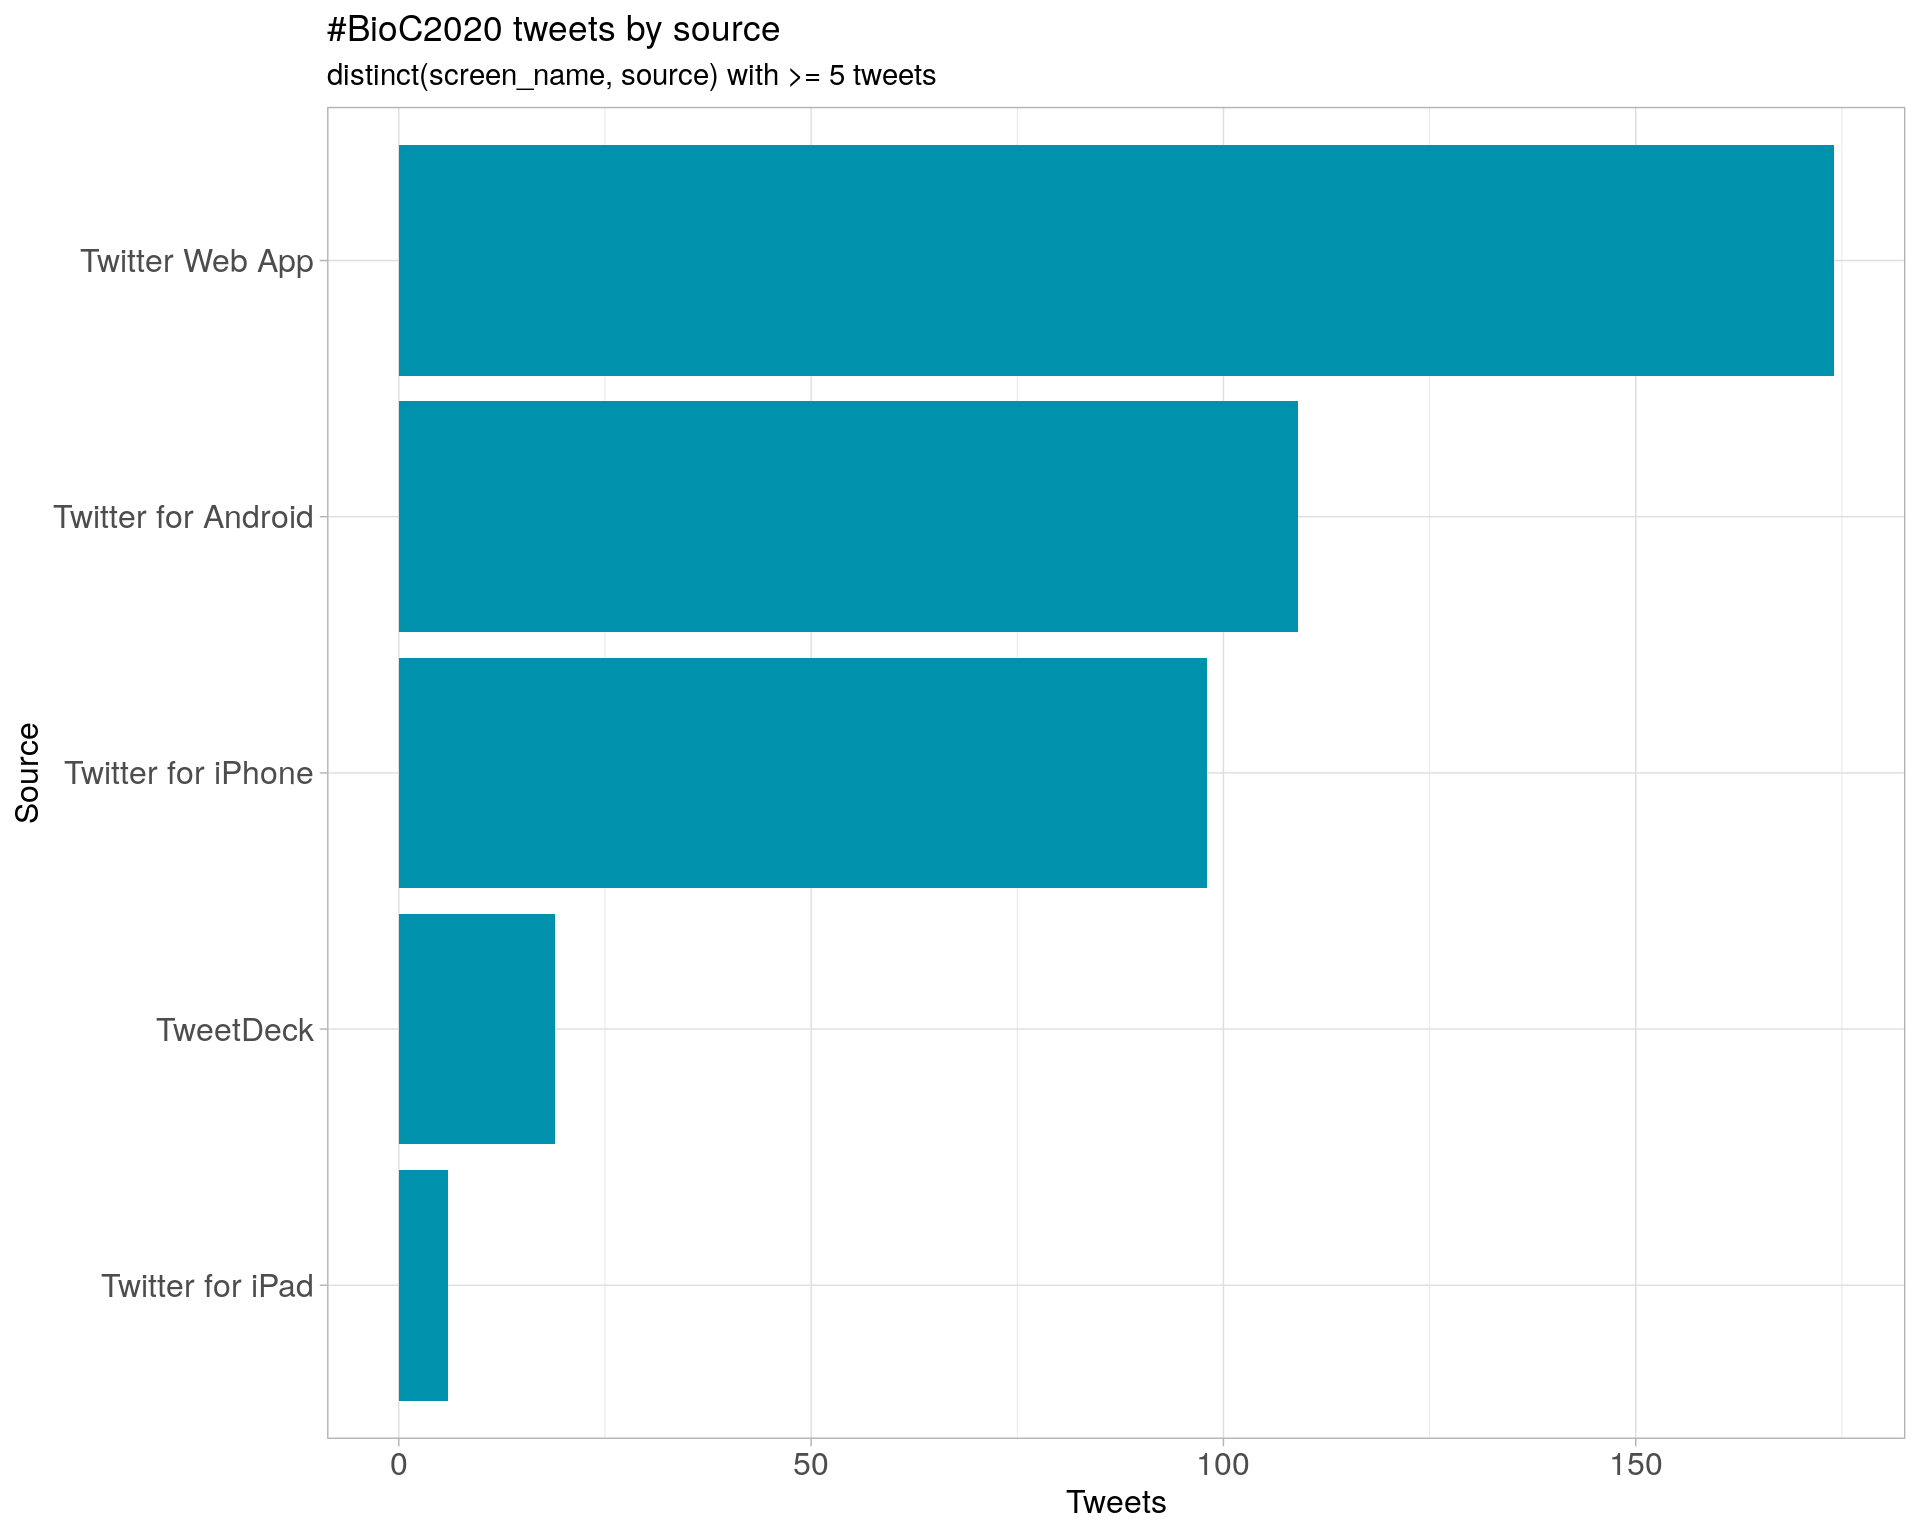 #BioC2020 tweets by source
distinct(screen_name, source) with >= 5 tweets
Source
Twitter Web App
Twitter for Android
Twitter for iPhone
TweetDeck
Twitter for iPad
0 50 100 150
Tweets